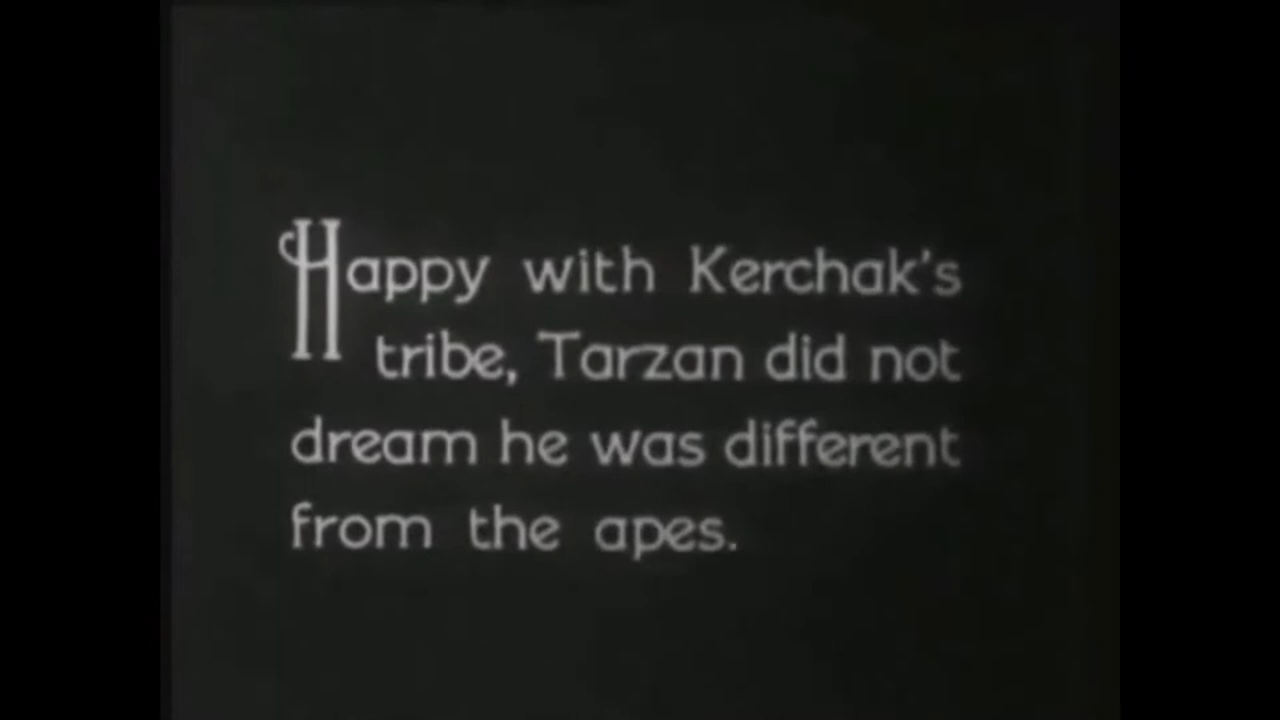 Happy with Kerchak's
tribe, Tarzan did not
dream he was different
from the apes.